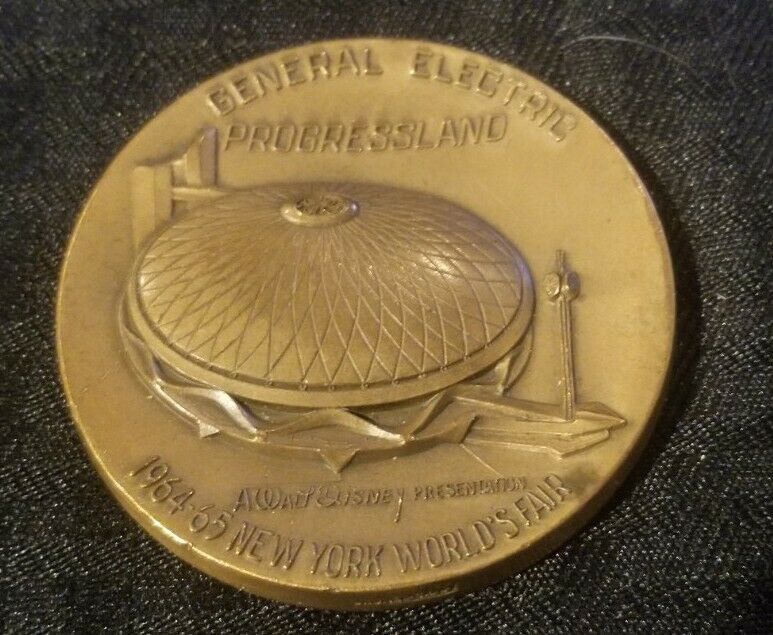 GENERAL ELECTRIC
PROGRESSLAND
A Walt Disney PRESENTATION
1964-65 NEW YORK WORLD'S FAIR